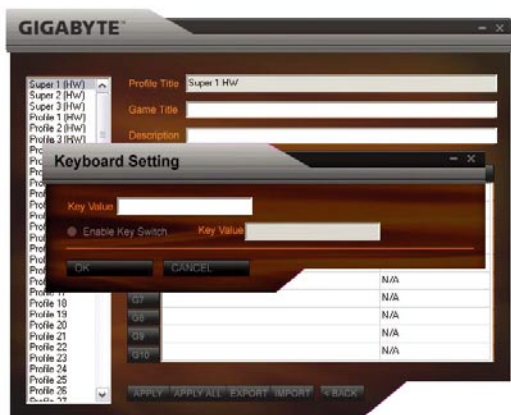 GIGABYTE™
Super 1 (HW)
Super 2 (HW)
Super 3 (HW)
Profile 1 (HW)
Profile 2 (HW)
Profile 3 (HW)
Profile Title Super 1 HW
Game Title
Description
Keyboard Setting
Key Value
Enable Key Switch Key Value
OK CANCEL
N/A
Profile 18
G7 N/A
Profile 19
Profile 20
G8 N/A
Profile 21
Profile 22
G9 N/A
Profile 23
G10 N/A
Profile 24
Profile 25
Profile 26
Profile 27
APPLY APPLY ALL EXPORT IMPORT < BACK